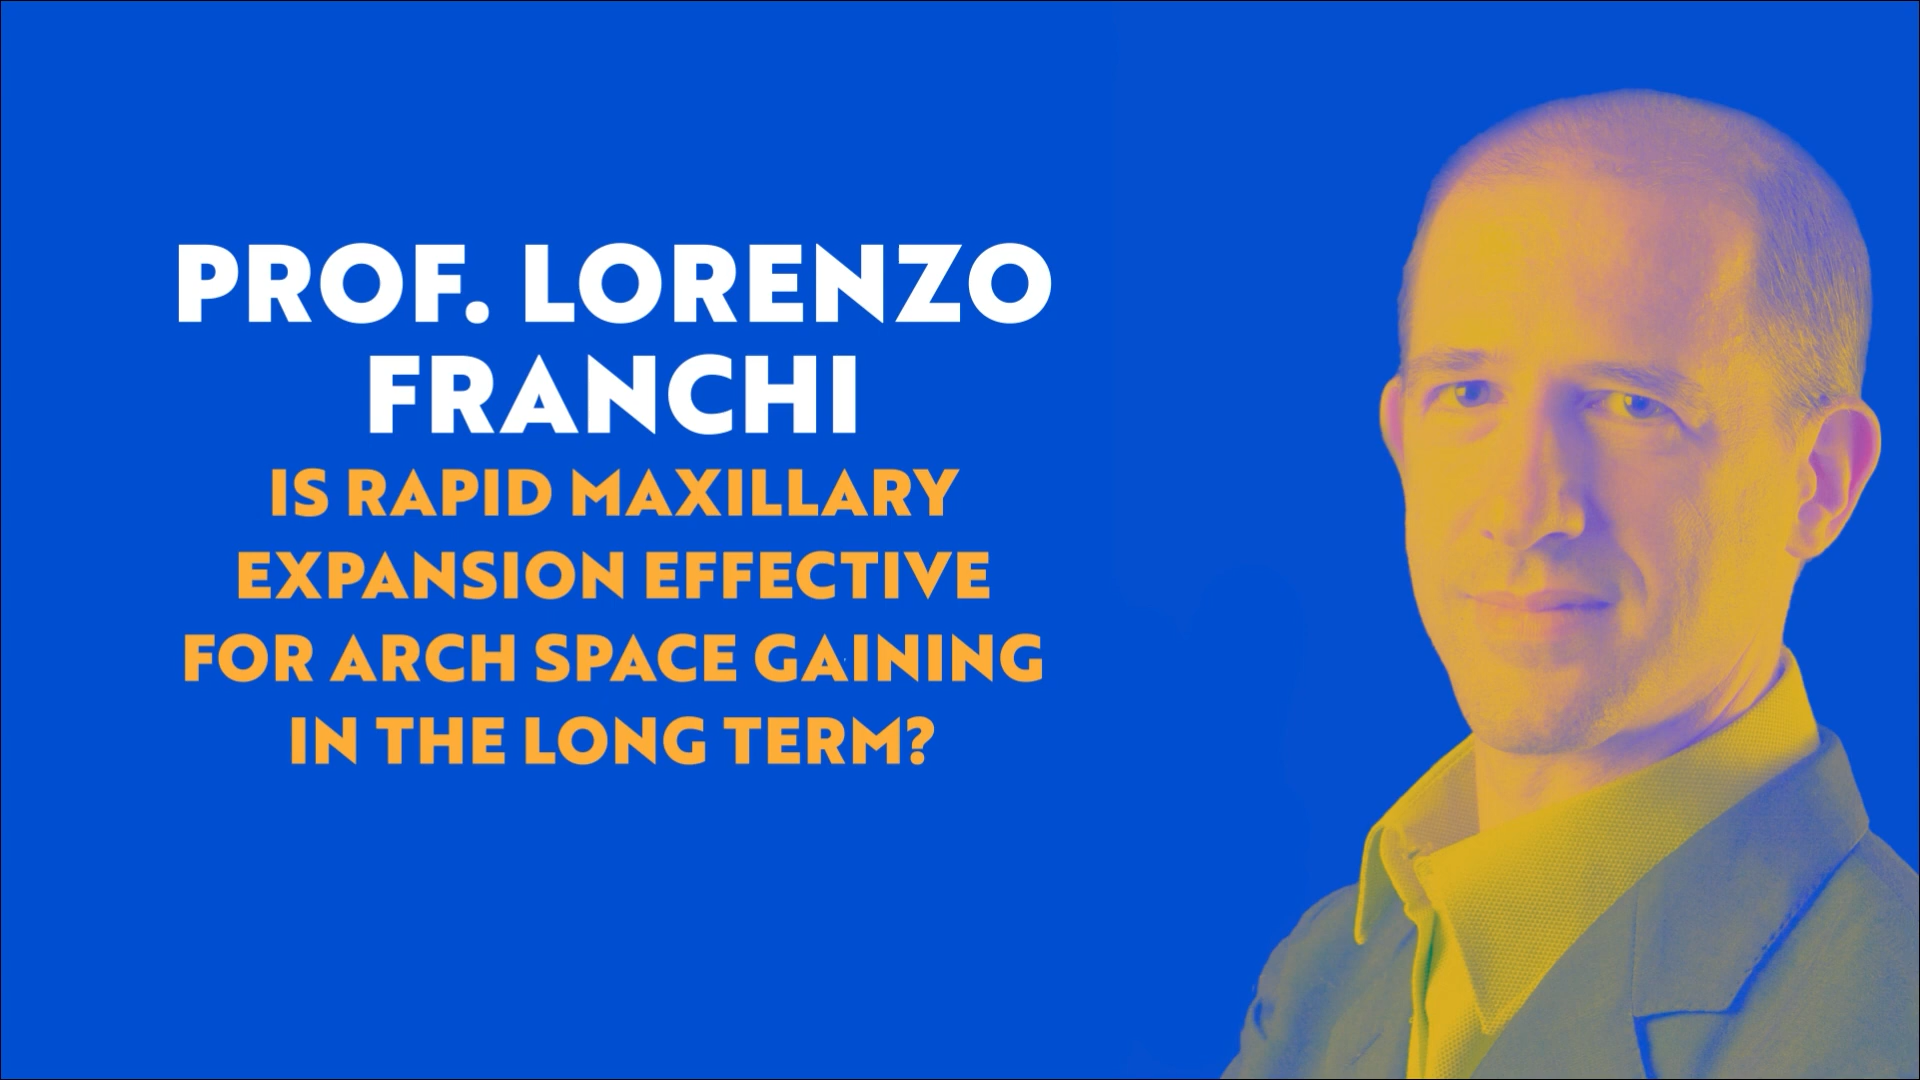 PROF. LORENZO
FRANCHI
IS RAPID MAXILLARY
EXPANSION EFFECTIVE
FOR ARCH SPACE GAINING
IN THE LONG TERM?